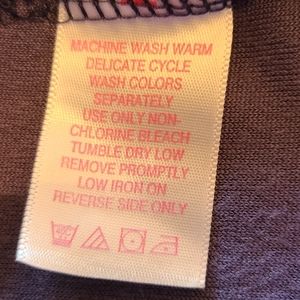 MACHINE WASH WARM
DELICATE CYCLE
WASH COLORS
SEPARATELY
USE ONLY NON-
CHLORINE BLEACH
TUMBLE DRY LOW
REMOVE PROMPTLY
LOW IRON ON
REVERSE SIDE ONLY